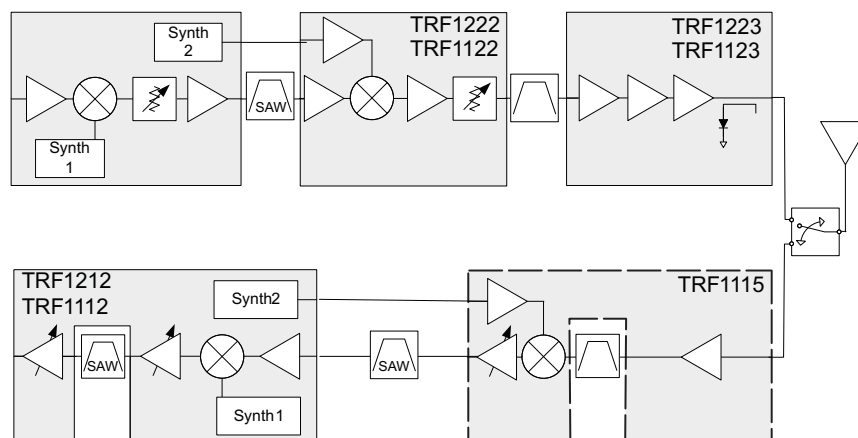 Synth
2
TRF1222
TRF1122
TRF1223
TRF1123
SAW
Synth
1
TRF1212
TRF1112
Synth2
TRF1115
SAW
SAW
Synth1